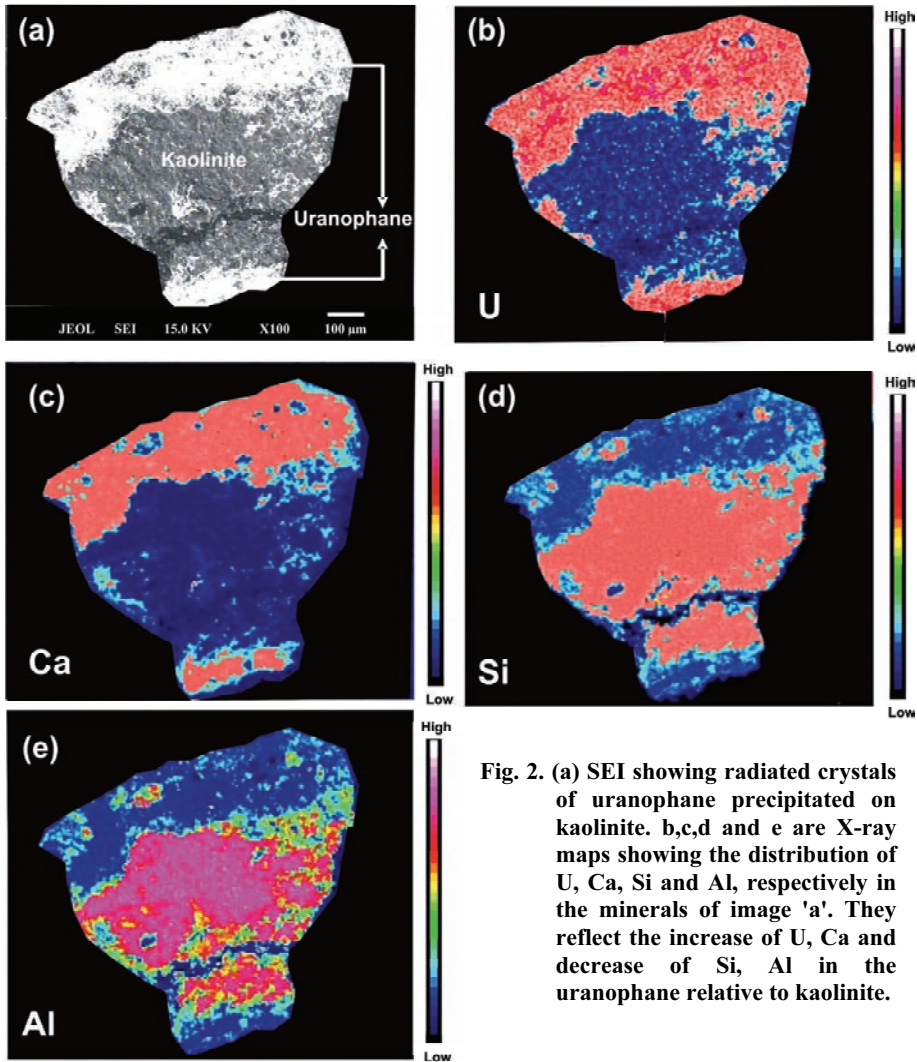 (a)
Kaolinite
Uranophane
JEOL SEI 15.0 KV X100 100 µm
(b)
U
High
Low
(c)
Ca
High
Low
(d)
Si
High
Low
(e)
Al
High
Low
Fig. 2. (a) SEI showing radiated crystals
of uranophane precipitated on
kaolinite. b,c,d and e are X-ray
maps showing the distribution of
U, Ca, Si and Al, respectively in
the minerals of image 'a'. They
reflect the increase of U, Ca and
decrease of Si, Al in the
uranophane relative to kaolinite.